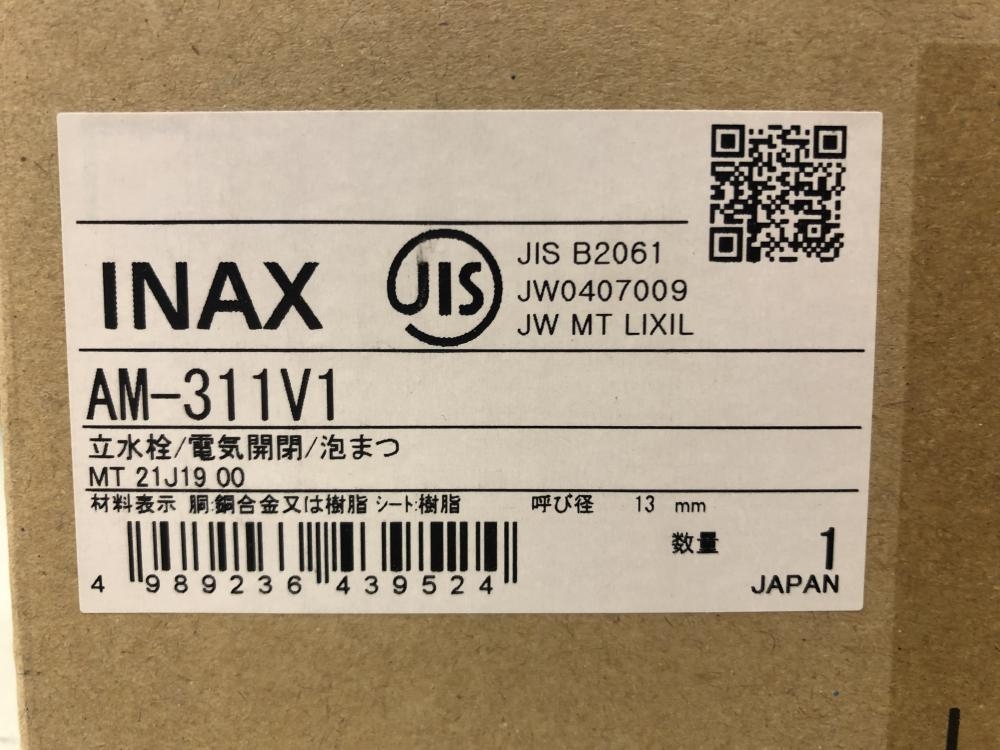 INAX
JIS
JIS B2061
JW0407009
JW MT LIXIL
AM-311V1
立水栓/電気開閉/泡まつ
MT 21J19 00
材料表示 胴:銅合金又は樹脂 シート:樹脂 呼び径 13 mm
数量 1
4 989236 439524
JAPAN